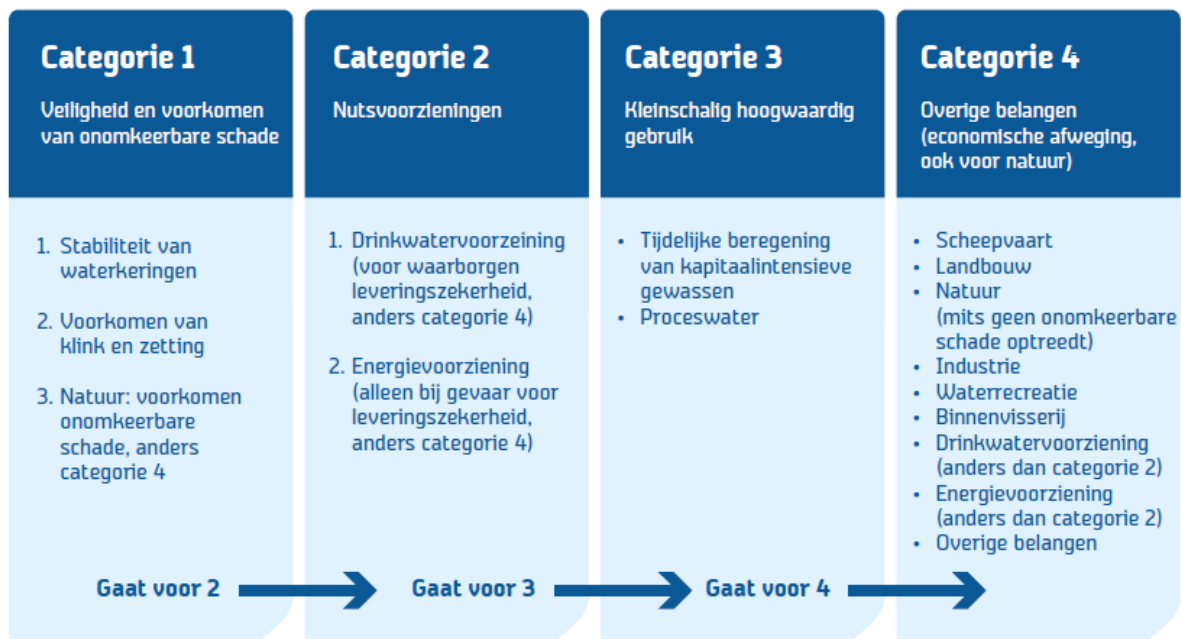 Categorie 1
Veiligheid en voorkomen
van onomkeerbare schade
1. Stabiliteit van
waterkeringen
2. Voorkomen van
klink en zetting
3. Natuur: voorkomen
onomkeerbare
schade, anders
categorie 4
Gaat voor 2
Categorie 2
Nutsvoorzieningen
1. Drinkwatervoorzeining
(voor waarborgen
leveringszekerheid,
anders categorie 4)
2. Energievoorziening
(alleen bij gevaar voor
leveringszekerheid,
anders categorie 4)
Gaat voor 3
Categorie 3
Kleinschalig hoogwaardig
gebruik
• Tijdelijke beregening
van kapitaalintensieve
gewassen
• Proceswater
Gaat voor 4
Categorie 4
Overige belangen
(economische afweging,
ook voor natuur)
• Scheepvaart
• Landbouw
• Natuur
(mits geen onomkeerbare
schade optreedt)
• Industrie
• Waterrecreatie
• Binnenvisserij
• Drinkwatervoorziening
(anders dan categorie 2)
• Energievoorziening
(anders dan categorie 2)
• Overige belangen